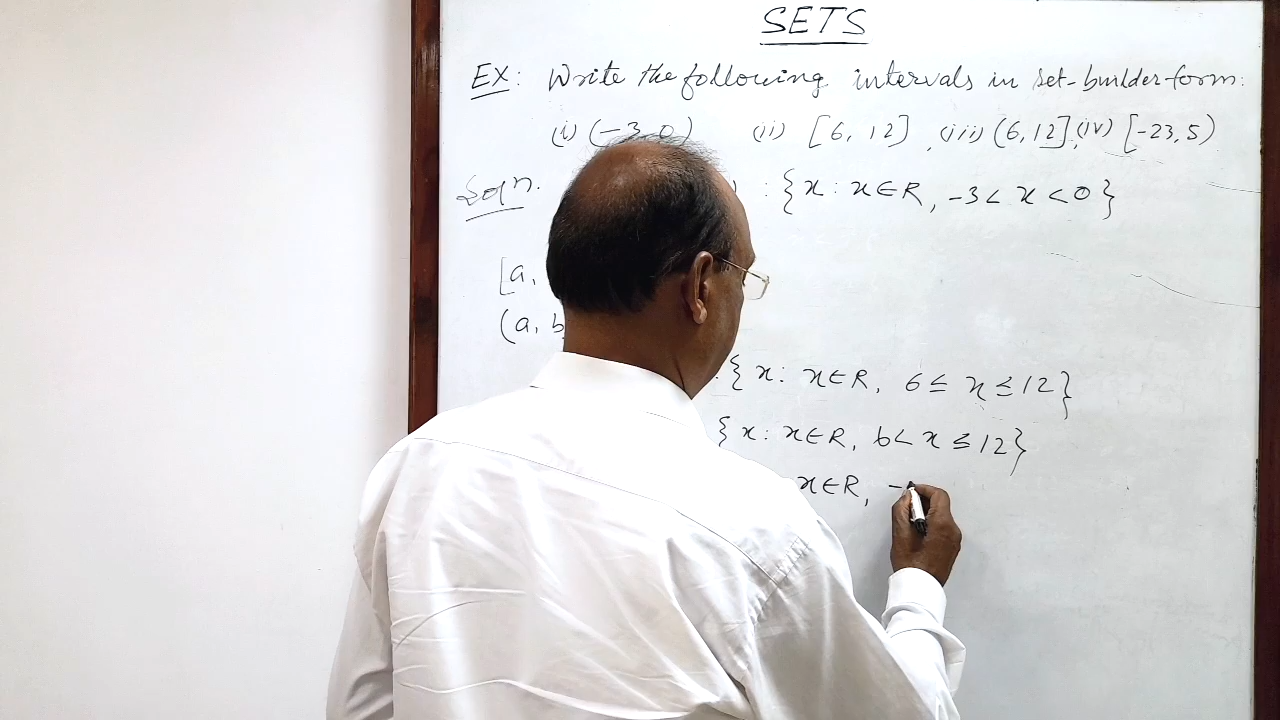 SETS
EX: Write the following intervals in set-builder form:
(i) (-3, 0) (ii) [6, 12] , (iii) (6, 12], (iv) [-23, 5)
Soln. ) : {x : x ∈ R, -3 < x < 0}
[a,
(a, b
{x : x ∈ R, 6 ≤ x ≤ 12}
{x : x ∈ R, 6 < x ≤ 12}
x ∈ R, -